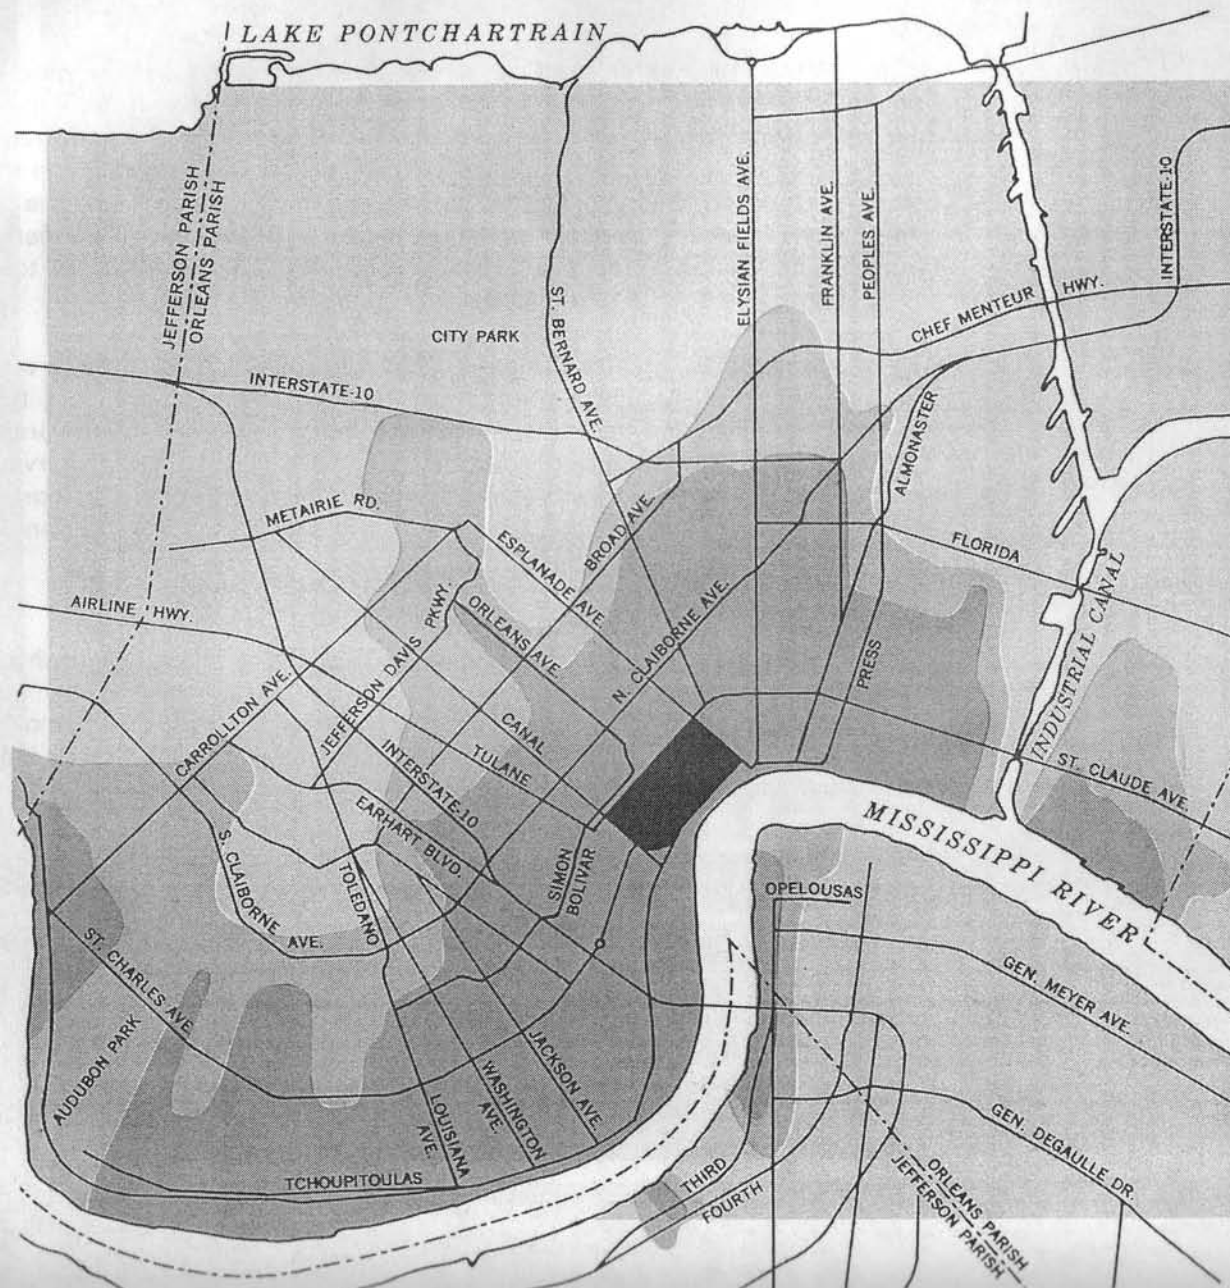 LAKE PONTCHARTRAIN
JEFFERSON PARISH
ORLEANS PARISH
ELYSIAN FIELDS AVE.
FRANKLIN AVE.
PEOPLES AVE.
INTERSTATE-10
CHEF MENTEUR HWY.
CITY PARK
ST. BERNARD AVE.
INTERSTATE-10
ALMONASTER
METAIRIE RD.
ESPLANADE AVE.
BROAD AVE.
FLORIDA
AIRLINE HWY.
JEFFERSON DAVIS PKWY.
ORLEANS AVE.
N. CLAIBORNE AVE.
PRESS
INDUSTRIAL CANAL
CARROLLTON AVE.
CANAL
TULANE
INTERSTATE-10
ST. CLAUDE AVE.
EARHART BLVD.
S. CLAIBORNE AVE.
TOLEDANO
SIMON
BOLIVAR
MISSISSIPPI RIVER
OPELOUSAS
ST. CHARLES AVE.
GEN. MEYER AVE.
AUDUBON PARK
JACKSON AVE.
WASHINGTON
AVE.
LOUISIANA
AVE.
TCHOUPITOULAS
THIRD
FOURTH
GEN. DEGAULLE DR.
ORLEANS PARISH
JEFFERSON PARISH